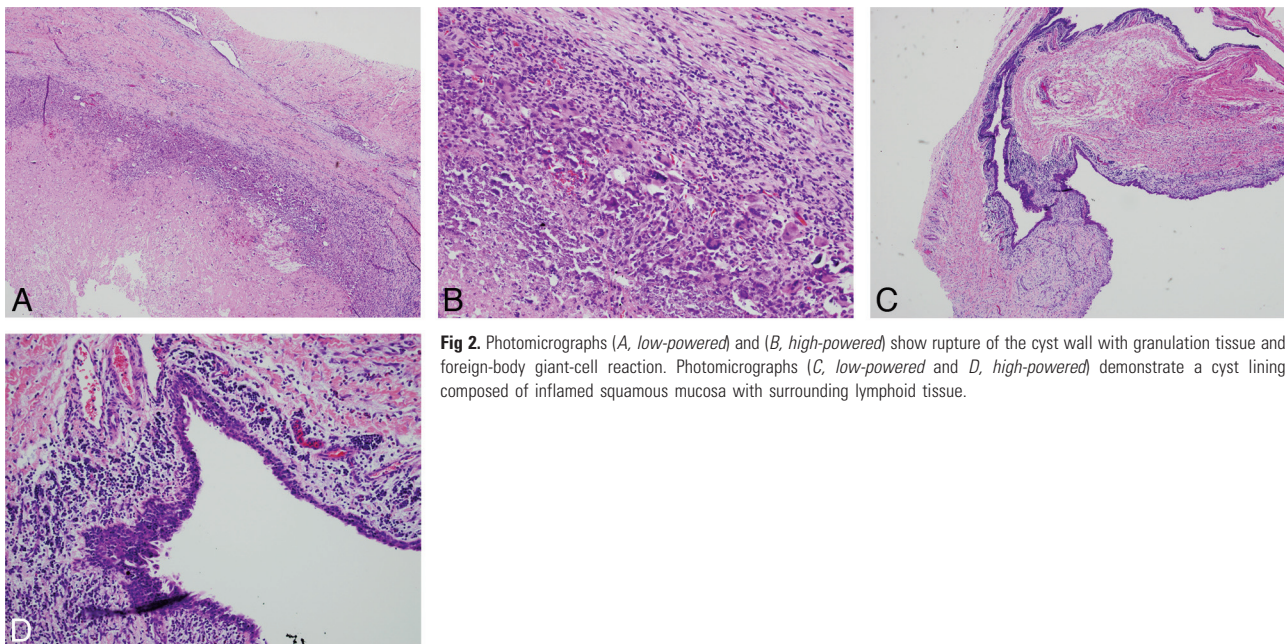 A
B
C
Fig 2. Photomicrographs (A, low-powered) and (B, high-powered) show rupture of the cyst wall with granulation tissue and
foreign-body giant-cell reaction. Photomicrographs (C, low-powered and D, high-powered) demonstrate a cyst lining
composed of inflamed squamous mucosa with surrounding lymphoid tissue.
D